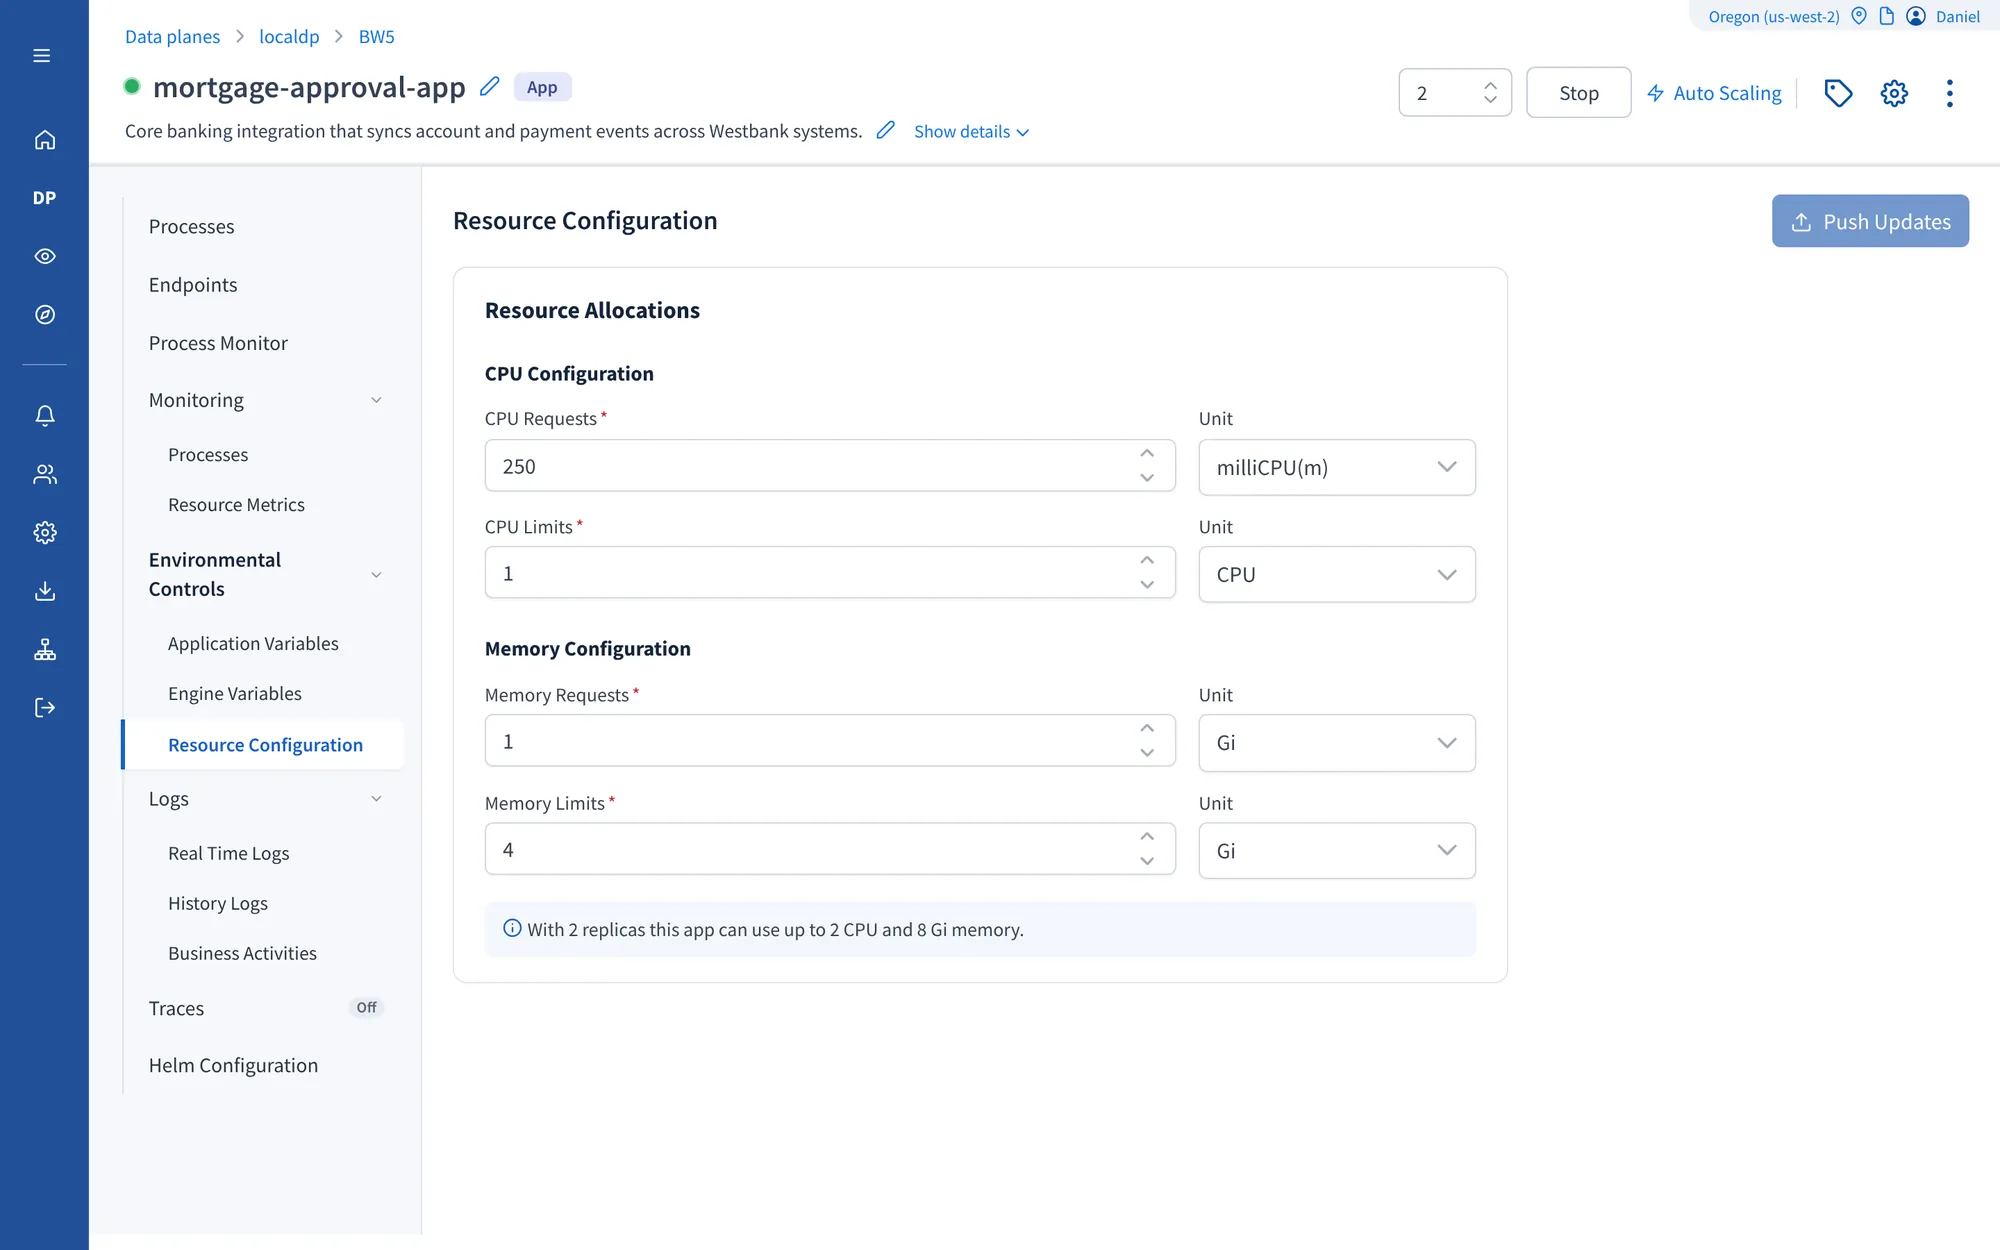 Oregon (us-west-2) Daniel
Data planes > localdp > BW5
mortgage-approval-app App
2 Stop Auto Scaling
Core banking integration that syncs account and payment events across Westbank systems. Show details
DP
Processes
Endpoints
Process Monitor
Monitoring
Processes
Resource Metrics
Environmental
Controls
Application Variables
Engine Variables
Resource Configuration
Logs
Real Time Logs
History Logs
Business Activities
Traces Off
Helm Configuration
Resource Configuration
Push Updates
Resource Allocations
CPU Configuration
CPU Requests* Unit
250 milliCPU(m)
CPU Limits* Unit
1 CPU
Memory Configuration
Memory Requests* Unit
1 Gi
Memory Limits* Unit
4 Gi
With 2 replicas this app can use up to 2 CPU and 8 Gi memory.